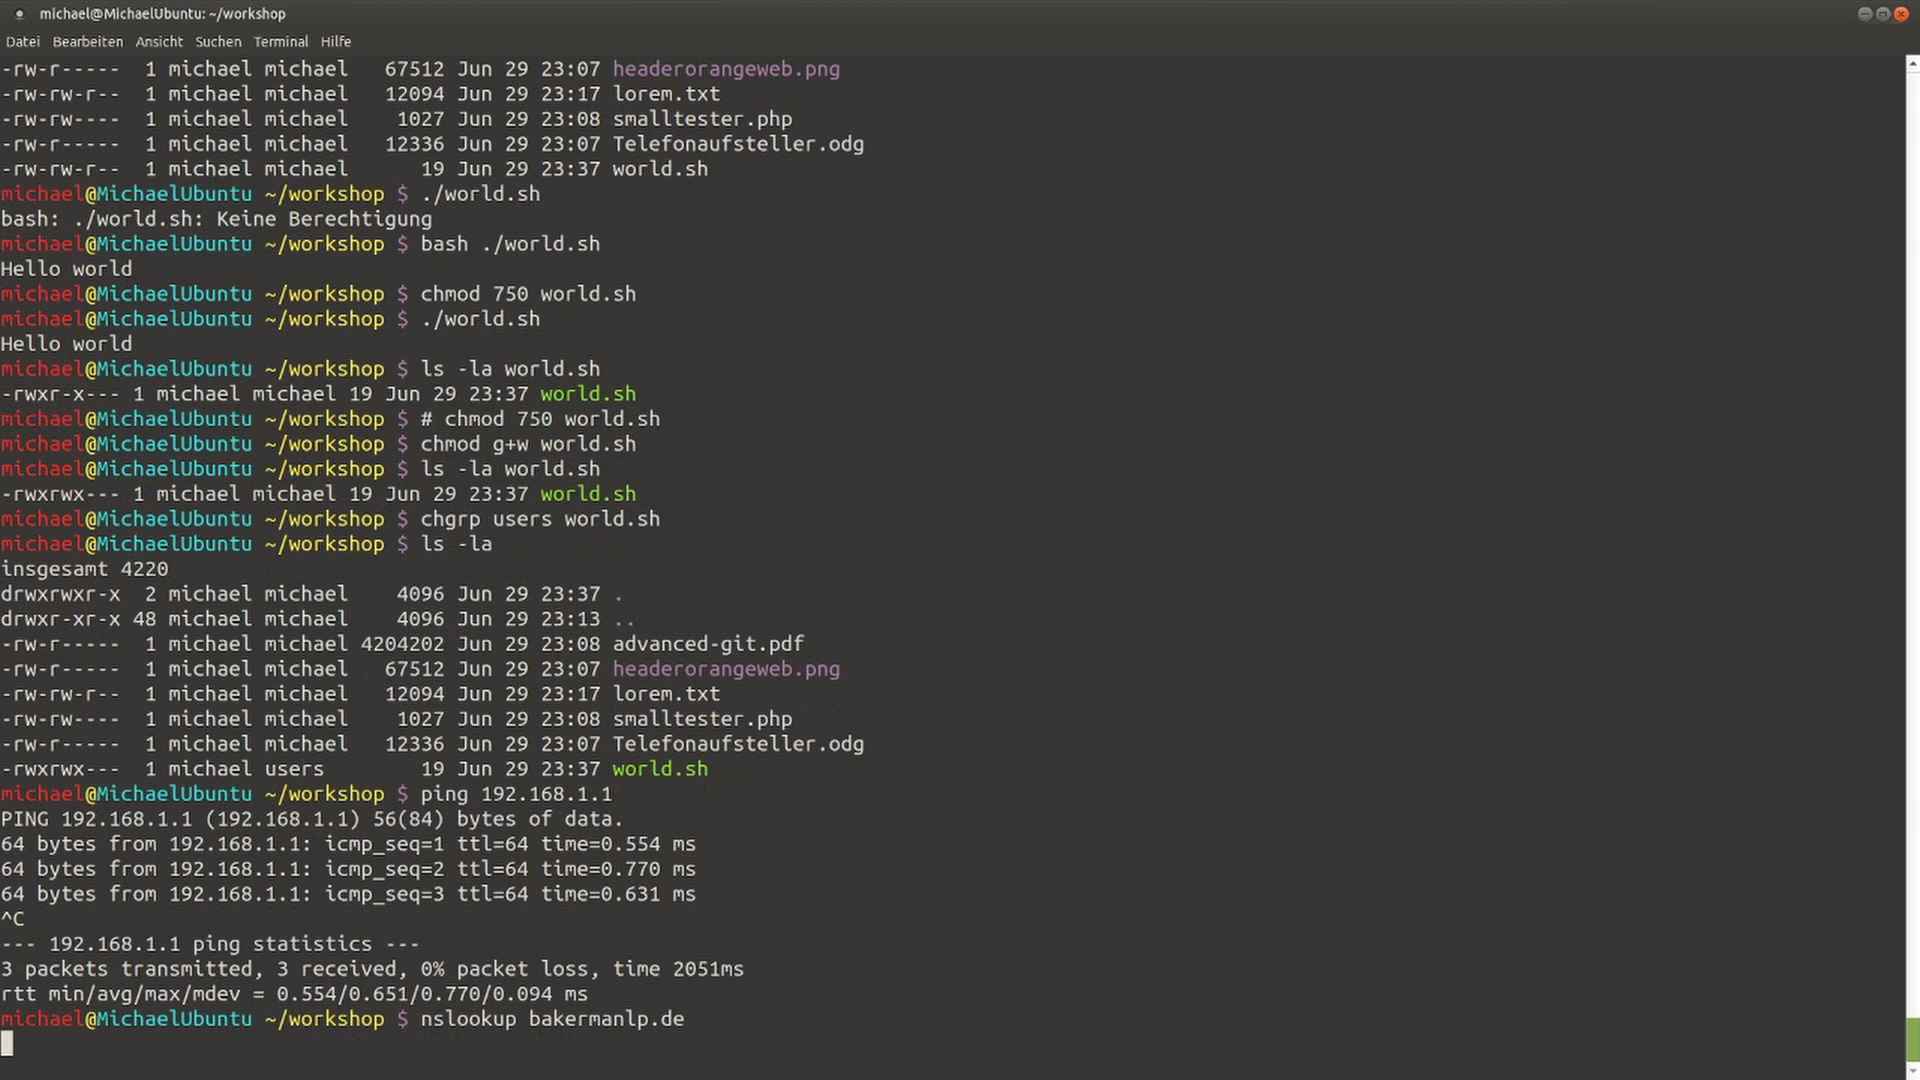 michael@MichaelUbuntu: ~/workshop
Datei Bearbeiten Ansicht Suchen Terminal Hilfe
-rw-r----- 1 michael michael 67512 Jun 29 23:07 headerorangeweb.png
-rw-rw-r-- 1 michael michael 12094 Jun 29 23:17 lorem.txt
-rw-rw---- 1 michael michael 1027 Jun 29 23:08 smalltester.php
-rw-r----- 1 michael michael 12336 Jun 29 23:07 Telefonaufsteller.odg
-rw-rw-r-- 1 michael michael 19 Jun 29 23:37 world.sh
michael@MichaelUbuntu ~/workshop $ ./world.sh
bash: ./world.sh: Keine Berechtigung
michael@MichaelUbuntu ~/workshop $ bash ./world.sh
Hello world
michael@MichaelUbuntu ~/workshop $ chmod 750 world.sh
michael@MichaelUbuntu ~/workshop $ ./world.sh
Hello world
michael@MichaelUbuntu ~/workshop $ ls -la world.sh
-rwxr-x--- 1 michael michael 19 Jun 29 23:37 world.sh
michael@MichaelUbuntu ~/workshop $ # chmod 750 world.sh
michael@MichaelUbuntu ~/workshop $ chmod g+w world.sh
michael@MichaelUbuntu ~/workshop $ ls -la world.sh
-rwxrwx--- 1 michael michael 19 Jun 29 23:37 world.sh
michael@MichaelUbuntu ~/workshop $ chgrp users world.sh
michael@MichaelUbuntu ~/workshop $ ls -la
insgesamt 4220
drwxrwxr-x 2 michael michael 4096 Jun 29 23:37 .
drwxr-xr-x 48 michael michael 4096 Jun 29 23:13 ..
-rw-r----- 1 michael michael 4204202 Jun 29 23:08 advanced-git.pdf
-rw-r----- 1 michael michael 67512 Jun 29 23:07 headerorangeweb.png
-rw-rw-r-- 1 michael michael 12094 Jun 29 23:17 lorem.txt
-rw-rw---- 1 michael michael 1027 Jun 29 23:08 smalltester.php
-rw-r----- 1 michael michael 12336 Jun 29 23:07 Telefonaufsteller.odg
-rwxrwx--- 1 michael users 19 Jun 29 23:37 world.sh
michael@MichaelUbuntu ~/workshop $ ping 192.168.1.1
PING 192.168.1.1 (192.168.1.1) 56(84) bytes of data.
64 bytes from 192.168.1.1: icmp_seq=1 ttl=64 time=0.554 ms
64 bytes from 192.168.1.1: icmp_seq=2 ttl=64 time=0.770 ms
64 bytes from 192.168.1.1: icmp_seq=3 ttl=64 time=0.631 ms
^C
--- 192.168.1.1 ping statistics ---
3 packets transmitted, 3 received, 0% packet loss, time 2051ms
rtt min/avg/max/mdev = 0.554/0.651/0.770/0.094 ms
michael@MichaelUbuntu ~/workshop $ nslookup bakermanlp.de